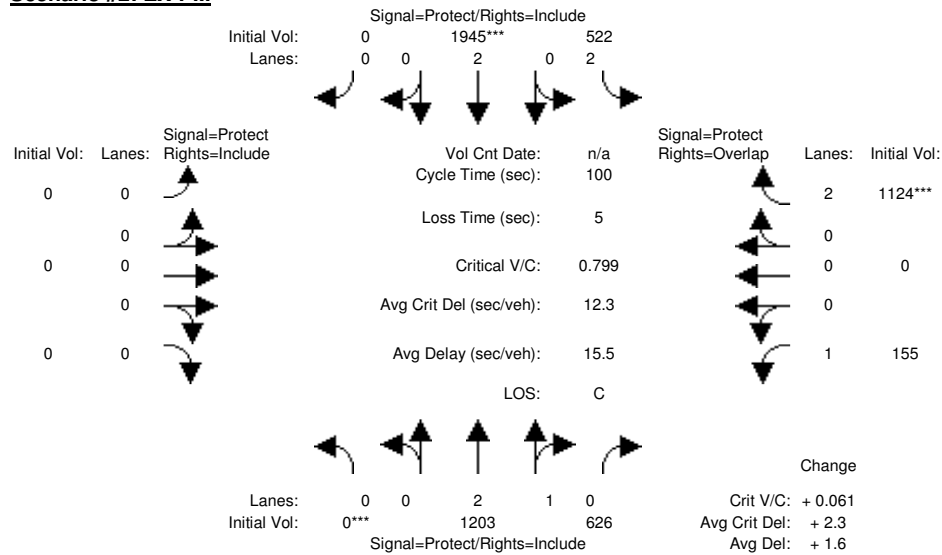 Signal=Protect/Rights=Include
Initial Vol: 0 1945*** 522
Lanes: 0 0 2 0 2
Signal=Protect Signal=Protect
Initial Vol: Lanes: Rights=Include Vol Cnt Date: n/a Rights=Overlap Lanes: Initial Vol:
Cycle Time (sec): 100
0 0 2 1124***
Loss Time (sec): 5
0 0
0 0 Critical V/C: 0.799 0 0
0 Avg Crit Del (sec/veh): 12.3 0
0 0 Avg Delay (sec/veh): 15.5 1 155
LOS: C
Change
Lanes: 0 0 2 1 0 Crit V/C: + 0.061
Initial Vol: 0*** 1203 626 Avg Crit Del: + 2.3
Signal=Protect/Rights=Include Avg Del: + 1.6